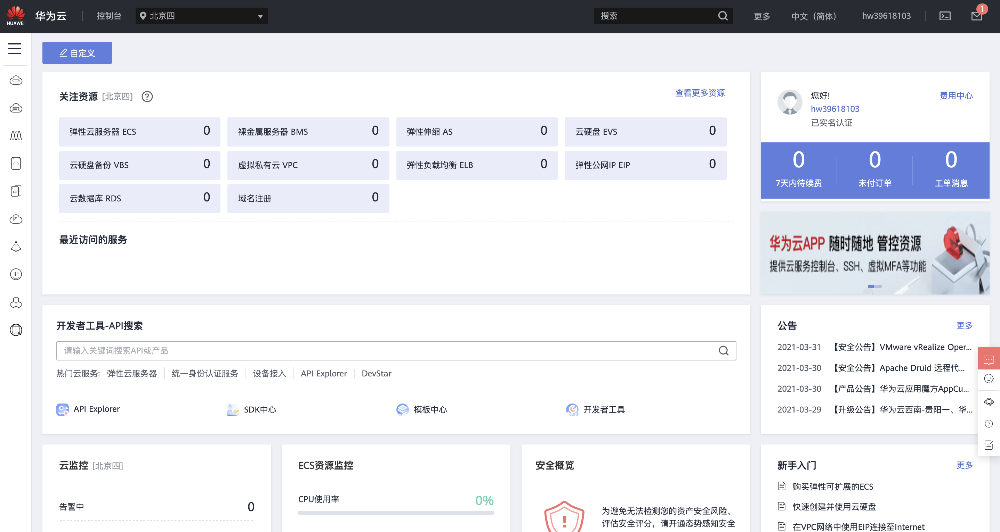 HUAWEI
华为云
控制台
北京四
搜索
更多
中文（简体）
hw39618103
1
自定义
关注资源 [北京四]
查看更多资源
弹性云服务器 ECS 0
裸金属服务器 BMS 0
弹性伸缩 AS 0
云硬盘 EVS 0
云硬盘备份 VBS 0
虚拟私有云 VPC 0
弹性负载均衡 ELB 0
弹性公网IP EIP 0
云数据库 RDS 0
域名注册 0
最近访问的服务
您好!
费用中心
hw39618103
已实名认证
0 0 0
7天内待续费 未付订单 工单消息
华为云APP 随时随地 管控资源
提供云服务控制台、SSH、虚拟MFA等功能
IP
W
开发者工具-API搜索
请输入关键词搜索API或产品
热门云服务: 弹性云服务器 统一身份认证服务 设备接入 API Explorer DevStar
API Explorer
SDK中心
模板中心
开发者工具
公告 更多
2021-03-31 【安全公告】VMware vRealize Oper...
2021-03-30 【安全公告】Apache Druid 远程代...
2021-03-30 【产品公告】华为云应用魔方AppCu...
2021-03-29 【升级公告】华为云西南-贵阳一、华...
云监控 [北京四]
告警中 0
ECS资源监控
CPU使用率 0%
安全概览
为避免无法检测您的资产安全风险、
评估安全评分，请开通态势感知安全
新手入门 更多
购买弹性可扩展的ECS
快速创建并使用云硬盘
在VPC网络中使用EIP连接至Internet